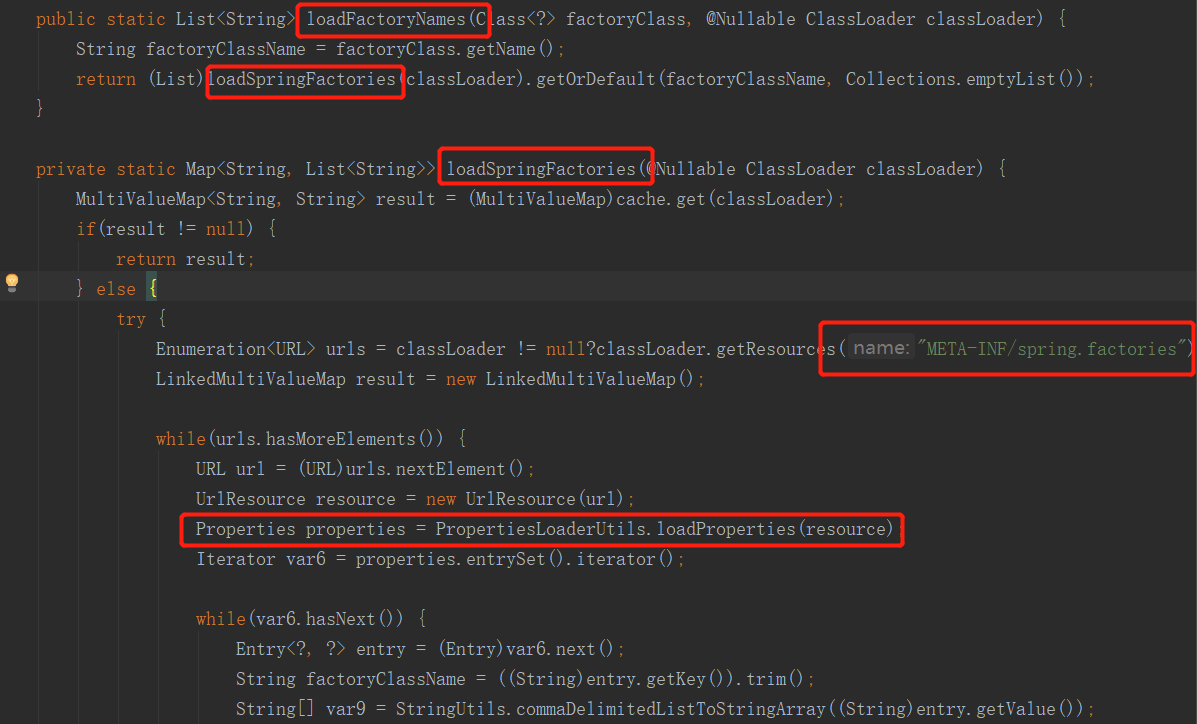 public static List<String> loadFactoryNames(Class<?> factoryClass, @Nullable ClassLoader classLoader) {
String factoryClassName = factoryClass.getName();
return (List)loadSpringFactories(classLoader).getOrDefault(factoryClassName, Collections.emptyList());
}
private static Map<String, List<String>> loadSpringFactories(@Nullable ClassLoader classLoader) {
MultiValueMap<String, String> result = (MultiValueMap)cache.get(classLoader);
if(result != null) {
return result;
} else {
try {
Enumeration<URL> urls = classLoader != null?classLoader.getResources( name: "META-INF/spring.factories")
LinkedMultiValueMap result = new LinkedMultiValueMap();
while(urls.hasMoreElements()) {
URL url = (URL)urls.nextElement();
UrlResource resource = new UrlResource(url);
Properties properties = PropertiesLoaderUtils.loadProperties(resource)
Iterator var6 = properties.entrySet().iterator();
while(var6.hasNext()) {
Entry<?, ?> entry = (Entry)var6.next();
String factoryClassName = ((String)entry.getKey()).trim();
String[] var9 = StringUtils.commaDelimitedListToStringArray((String)entry.getValue());